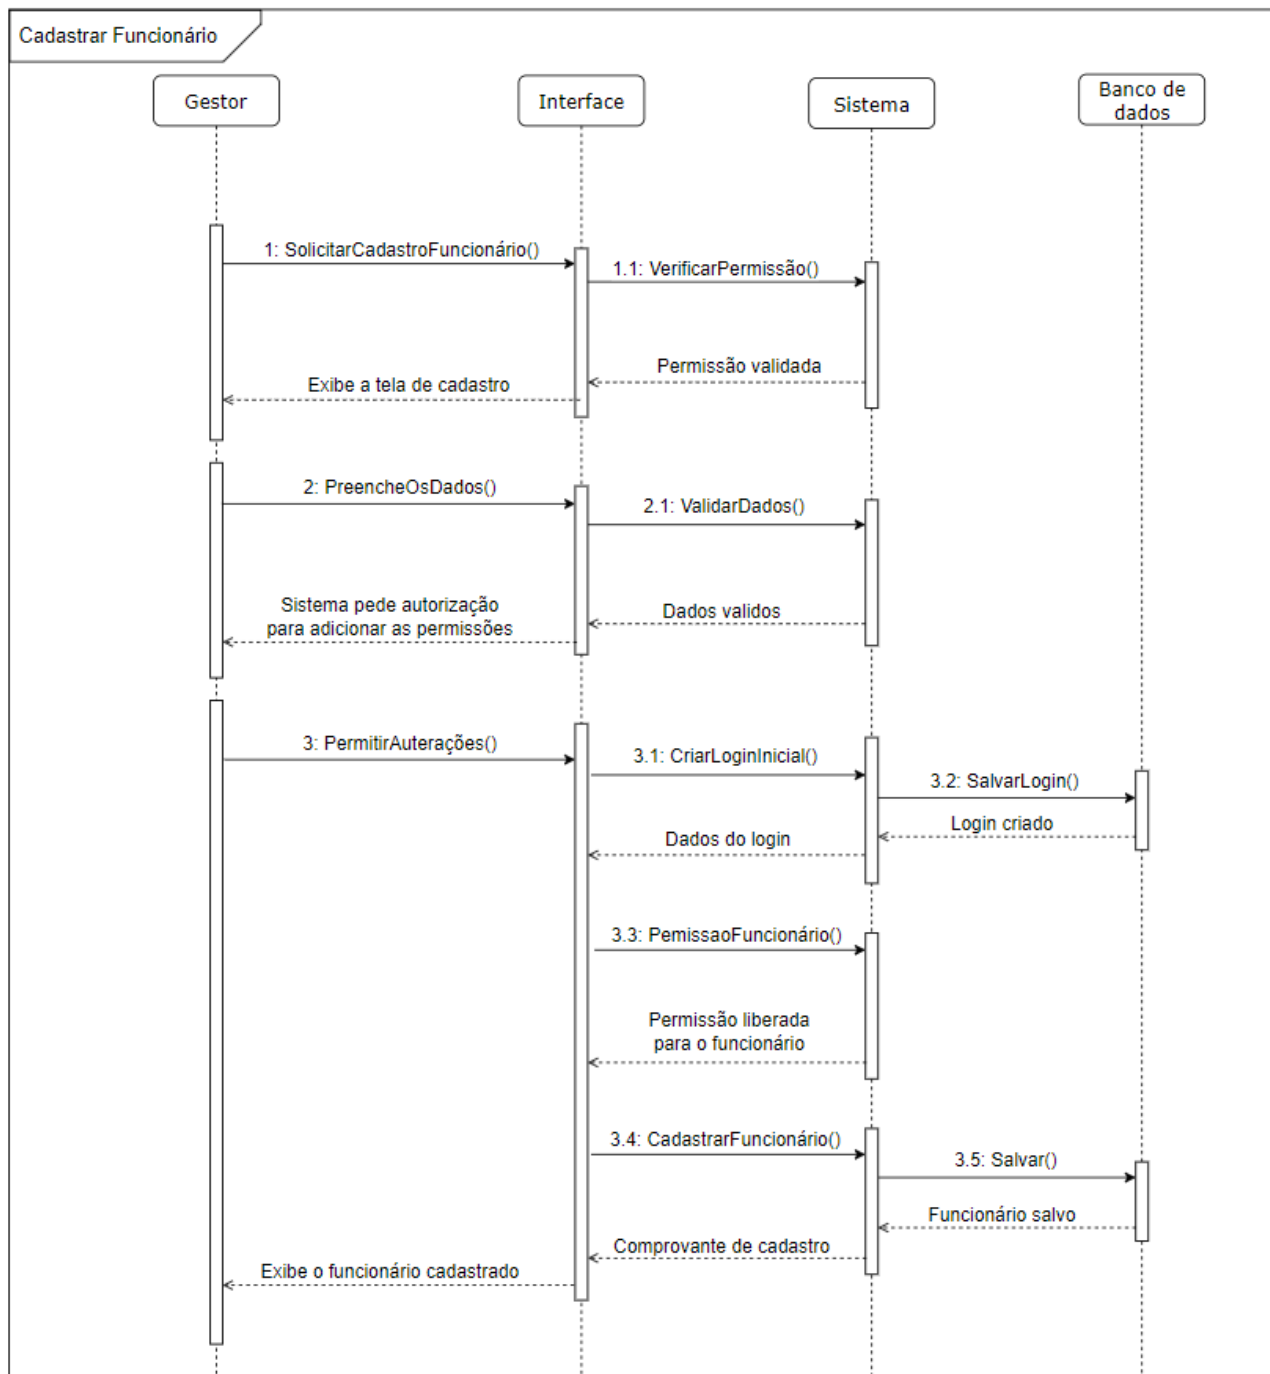 Cadastrar Funcionário
Gestor
Interface
Sistema
Banco de
dados
1: SolicitarCadastroFuncionário()
1.1: VerificarPermissão()
Permissão validada
Exibe a tela de cadastro
2: PreencheOsDados()
2.1: ValidarDados()
Sistema pede autorização
para adicionar as permissões
Dados validos
3: PermitirAuterações()
3.1: CriarLoginInicial()
3.2: SalvarLogin()
Login criado
Dados do login
3.3: PemissaoFuncionário()
Permissão liberada
para o funcionário
3.4: CadastrarFuncionário()
3.5: Salvar()
Funcionário salvo
Comprovante de cadastro
Exibe o funcionário cadastrado